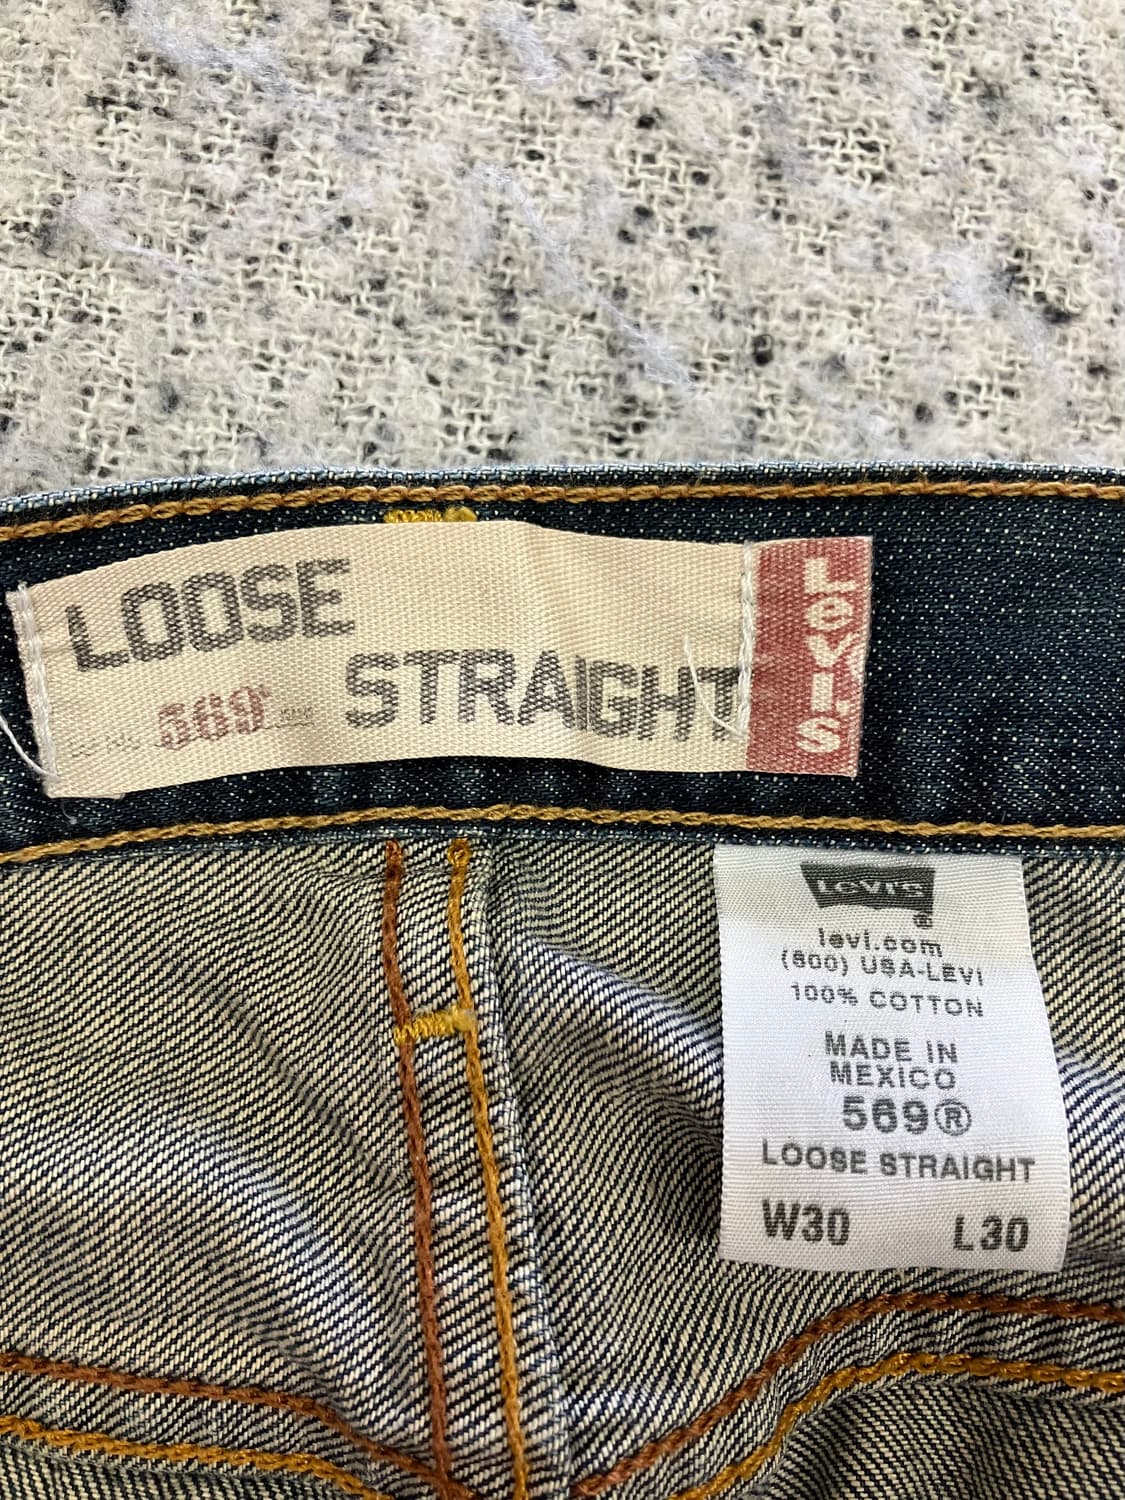 LOOSE
STRAIGHT
569®
LEVI'S
Levi's
levi.com
(800) USA-LEVI
100% COTTON
MADE IN
MEXICO
569®
LOOSE STRAIGHT
W30 L30